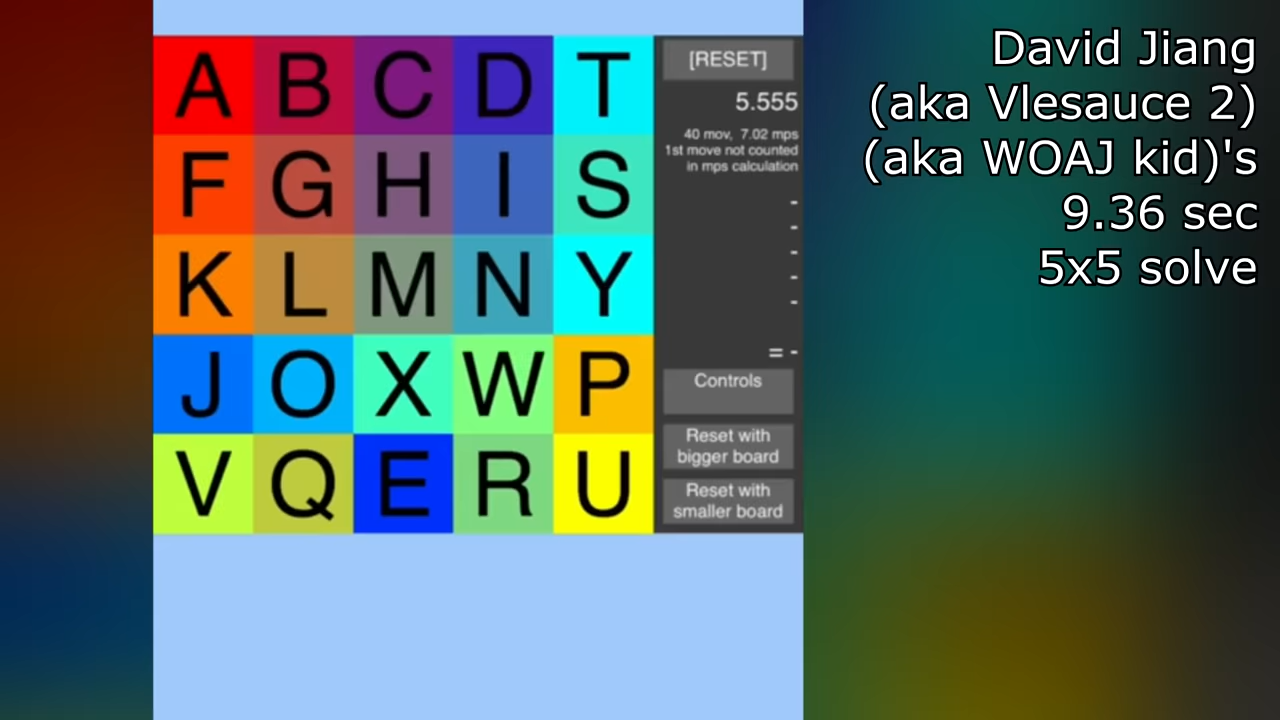 A B C D T
F G H I S
K L M N Y
J O X W P
V Q E R U
[RESET]
5.555
40 mov, 7.02 mps
1st move not counted
in mps calculation
-
-
-
-
-
= -
Controls
Reset with
bigger board
Reset with
smaller board
David Jiang
(aka Vlesauce 2)
(aka WOAJ kid)'s
9.36 sec
5x5 solve